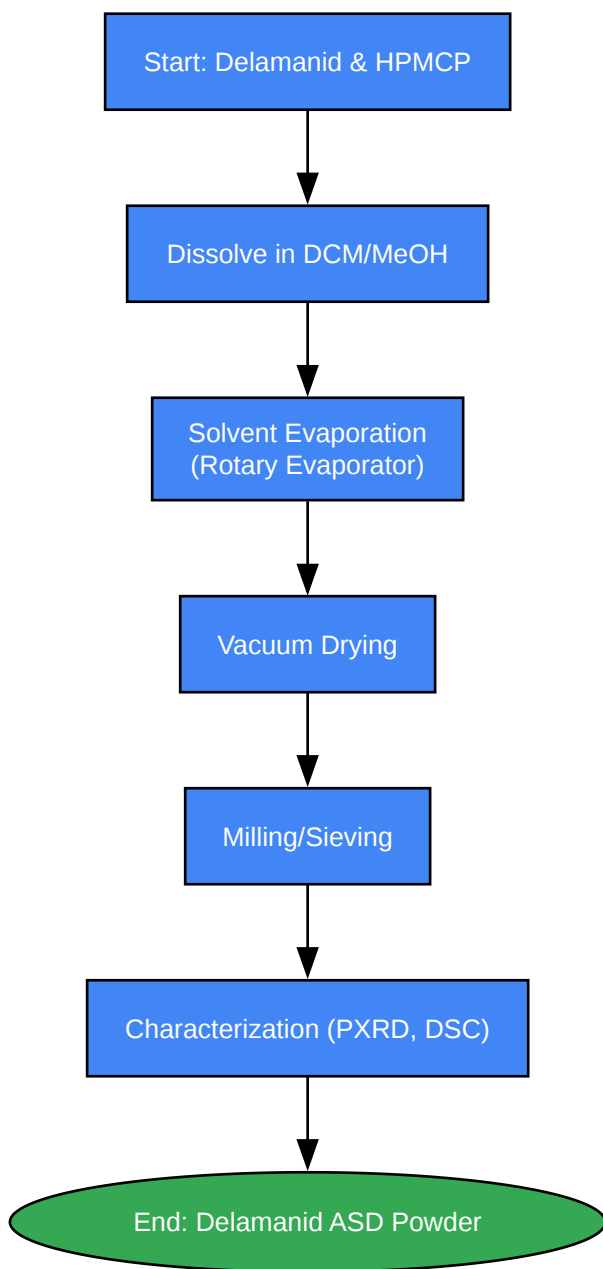 Start: Delamanid & HPMCP
Dissolve in DCM/MeOH
Solvent Evaporation
(Rotary Evaporator)
Vacuum Drying
Milling/Sieving
Characterization (PXRD, DSC)
End: Delamanid ASD Powder